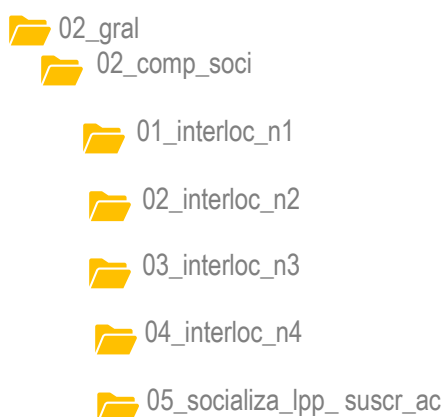 02_gral
02_comp_soci
01_interloc_n1
02_interloc_n2
03_interloc_n3
04_interloc_n4
05_socializa_lpp_ suscr_ac